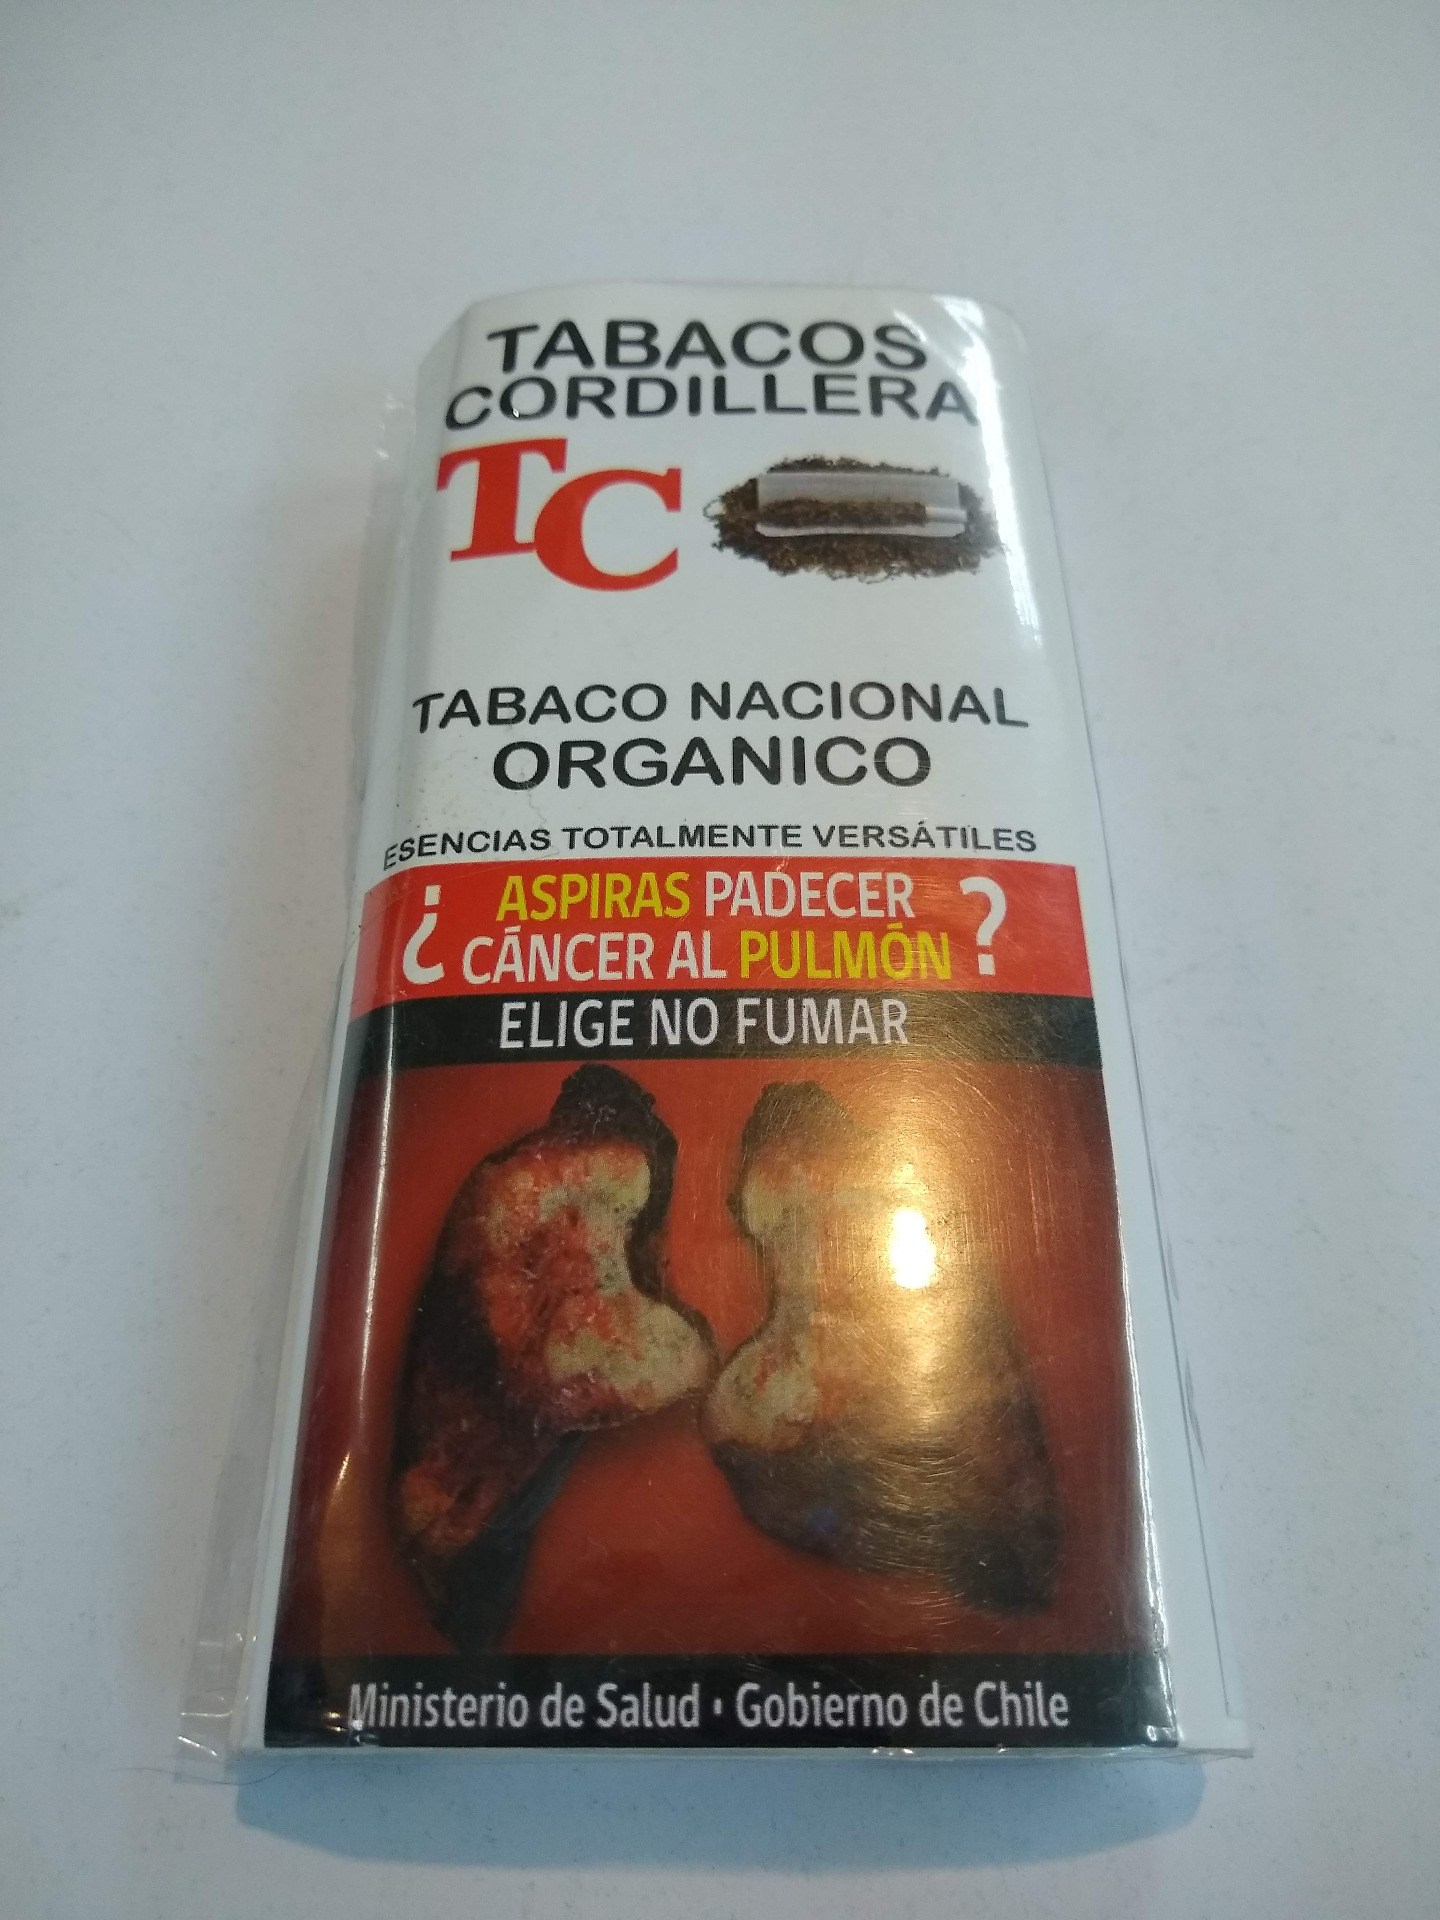 TABACOS
CORDILLERA
TC
TABACO NACIONAL
ORGANICO
ESENCIAS TOTALMENTE VERSÁTILES
¿ASPIRAS PADECER
CÁNCER AL PULMÓN?
ELIGE NO FUMAR
Ministerio de Salud · Gobierno de Chile